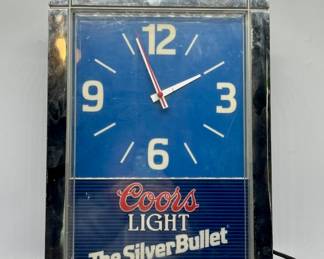 12
9 3
6
Coors
LIGHT
The Silver Bullet